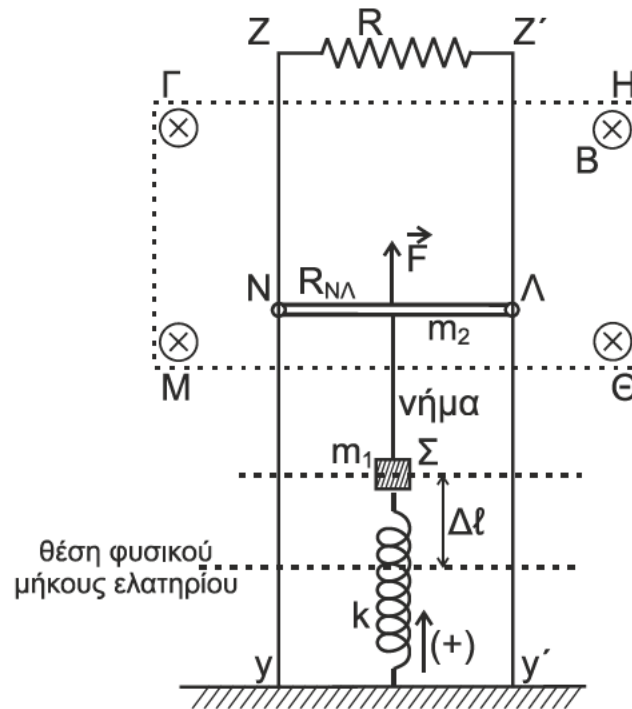 Z R Z΄
Γ H
B
F
N R_NΛ Λ
m₂
M Θ
νήμα
m₁ Σ
Δℓ
θέση φυσικού
μήκους ελατηρίου
k (+)
y y΄